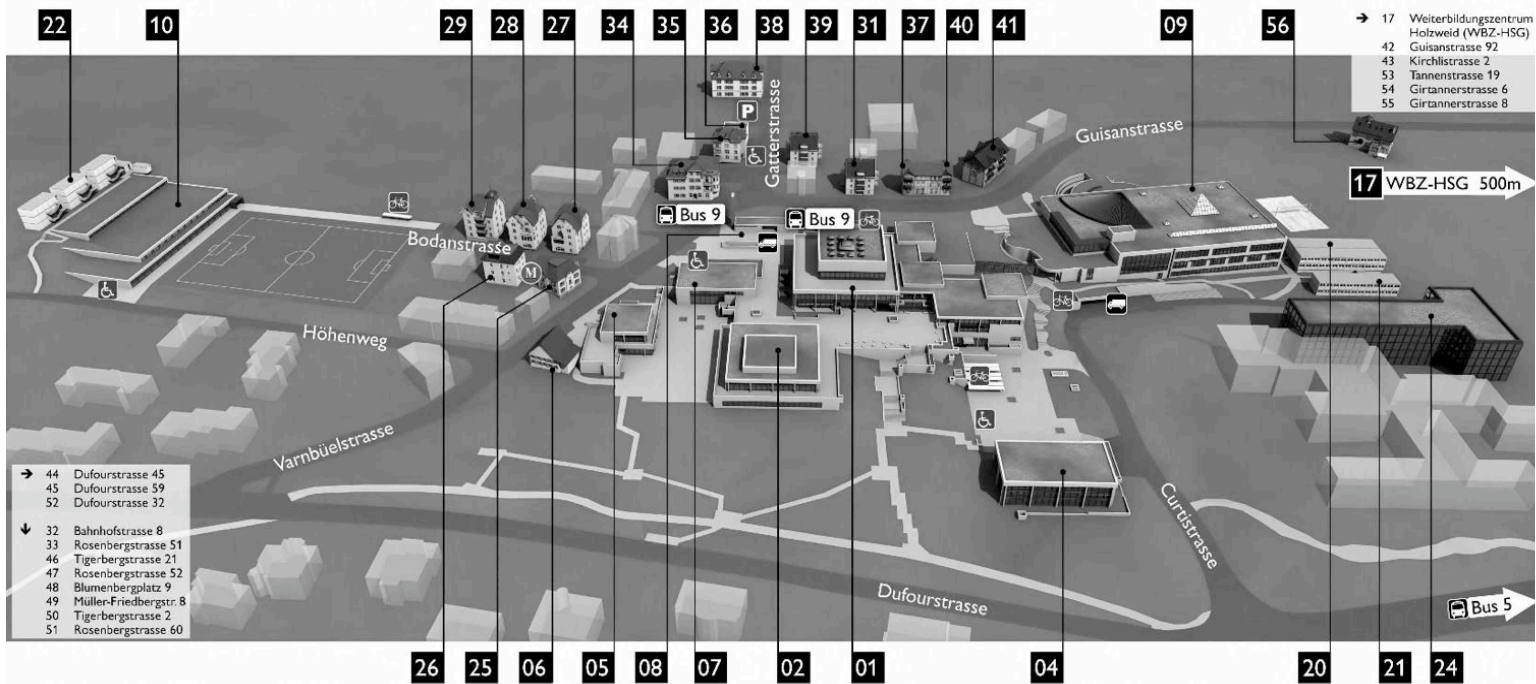 22
10
29
28
27
34
35
36
38
39
31
37
40
41
09
56
→ 17 Weiterbildungszentrum
Holzweid (WBZ-HSG)
42 Guisanstrasse 92
43 Kirchlistrasse 2
53 Tannenstrasse 19
54 Girtannerstrasse 6
55 Girtannerstrasse 8
P
Gatterstrasse
Guisanstrasse
17 WBZ-HSG 500m
Bus 9
Bus 9
Bodanstrasse
M
Höhenweg
Varnbüelstrasse
Curtistrasse
Dufourstrasse
Bus 5
→ 44 Dufourstrasse 45
45 Dufourstrasse 59
52 Dufourstrasse 32
↓ 32 Bahnhofstrasse 8
33 Rosenbergstrasse 51
46 Tigerbergstrasse 21
47 Rosenbergstrasse 52
48 Blumenbergplatz 9
49 Müller-Friedbergstr. 8
50 Tigerbergstrasse 2
51 Rosenbergstrasse 60
26
25
06
05
08
07
02
01
04
20
21
24